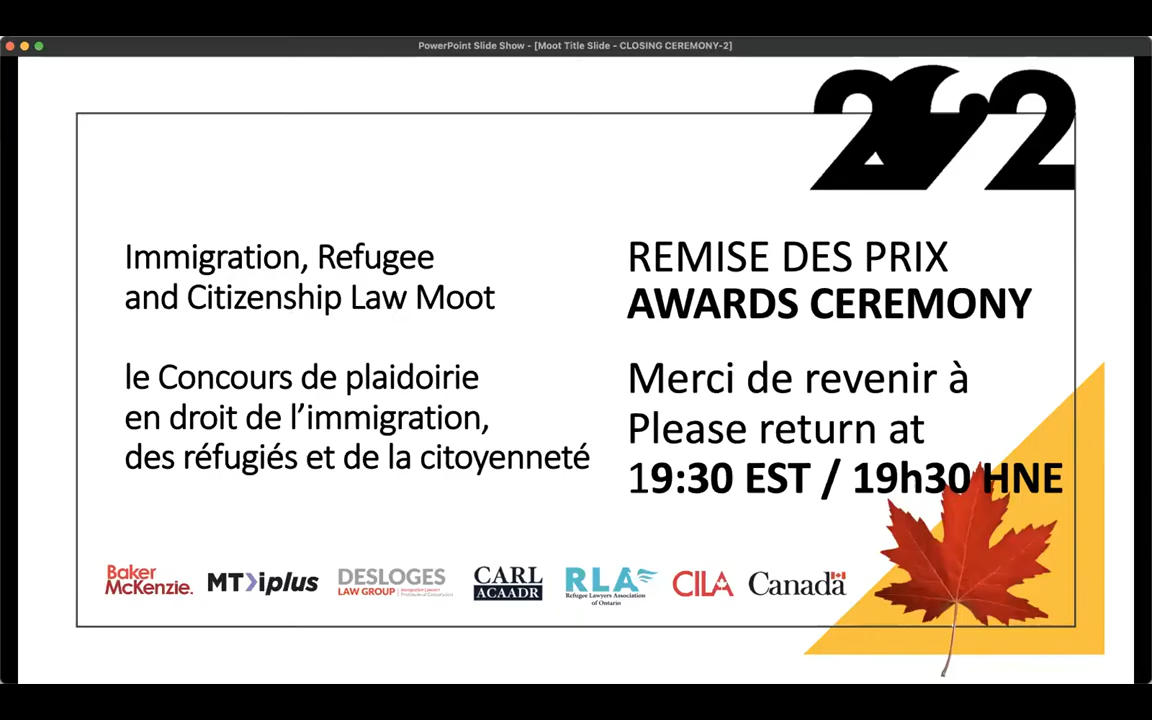 PowerPoint Slide Show - [Moot Title Slide - CLOSING CEREMONY-2]
Immigration, Refugee
and Citizenship Law Moot
le Concours de plaidoirie
en droit de l’immigration,
des réfugiés et de la citoyenneté
REMISE DES PRIX
AWARDS CEREMONY
Merci de revenir à
Please return at
19:30 EST / 19h30 HNE
Baker
McKenzie.
MT>iplus
DESLOGES
LAW GROUP
CARL
ACAADR
RLA
Refugee Lawyers Association
of Ontario
CILA
Canada